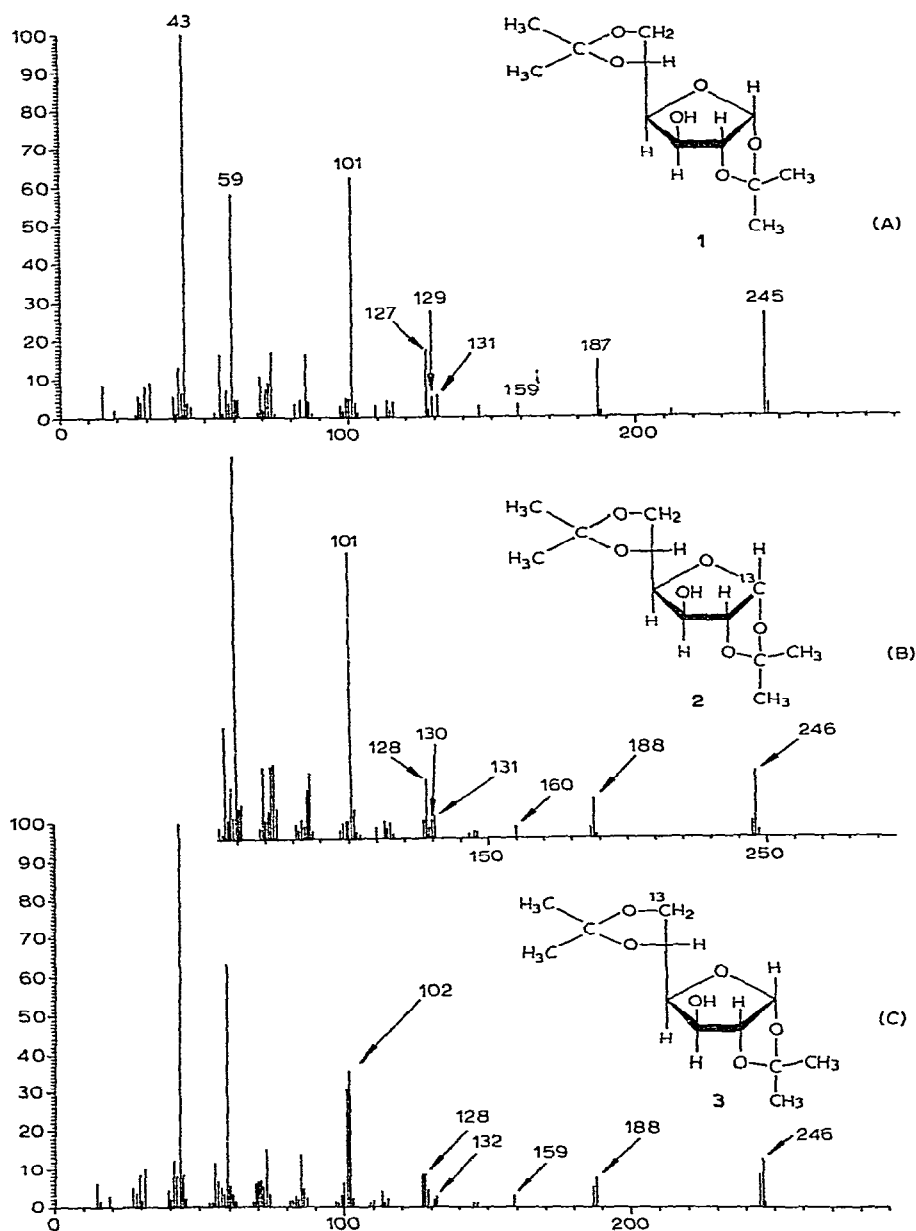 43
100
90
80
70
60
50
40
30
20
10
0
59
101
127
129
131
159
187
245
0
100
200
H₃C
H₃C
C
O
CH₂
O
H
O
H
OH
H
H
H
O
O
C
CH₃
CH₃
1
(A)
101
128
130
131
160
188
246
150
250
H₃C
H₃C
C
O
CH₂
O
H
O
H
13
C
OH
H
H
H
O
O
C
CH₃
CH₃
2
(B)
100
90
80
70
60
50
40
30
20
10
0
102
128
132
159
188
246
0
100
200
13
H₃C
H₃C
C
O
CH₂
O
H
O
H
OH
H
H
H
O
O
C
CH₃
CH₃
3
(C)